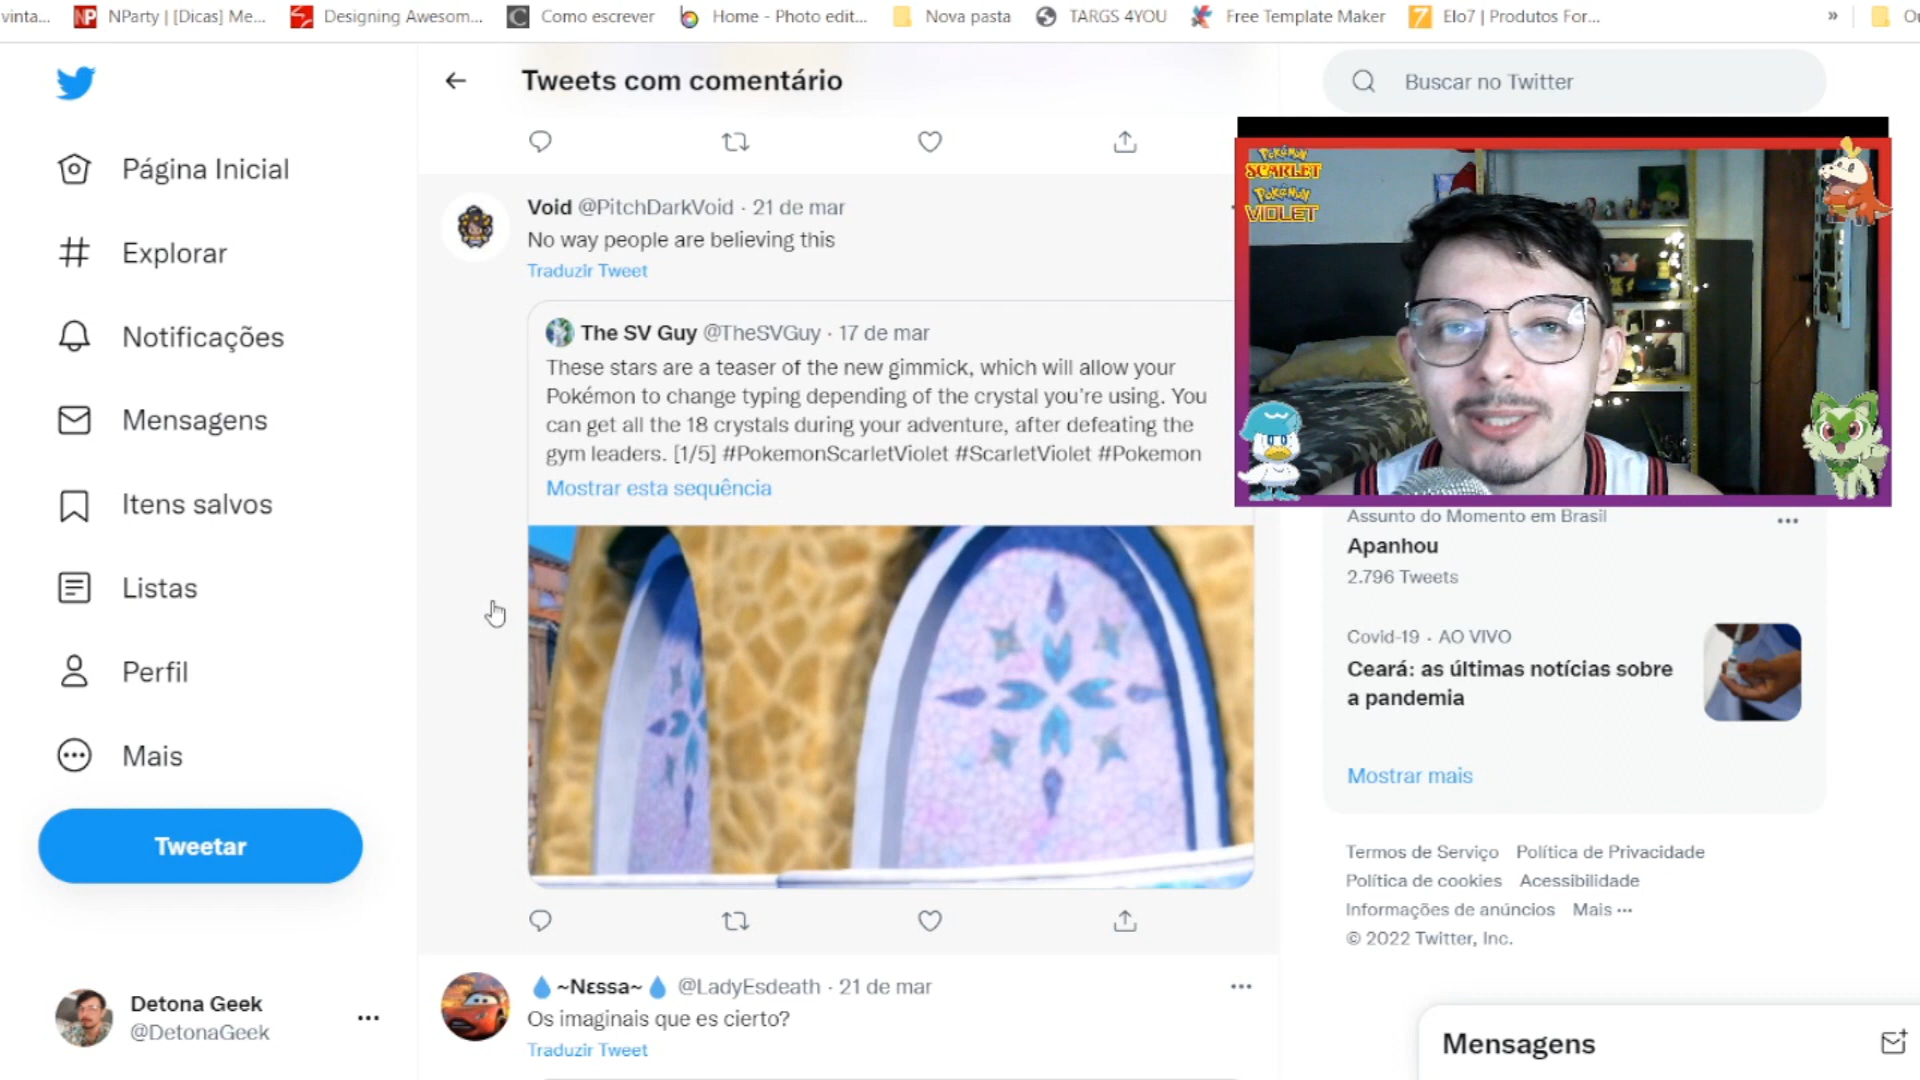 vinta...
NParty | [Dicas] Me...
Designing Awesom...
Como escrever
Home - Photo edit...
Nova pasta
TARGS 4YOU
Free Template Maker
Elo7 | Produtos For...
»
Tweets com comentário
Buscar no Twitter
Página Inicial
Explorar
Notificações
Mensagens
Itens salvos
Listas
Perfil
Mais
Tweetar
Detona Geek
@DetonaGeek
Void @PitchDarkVoid · 21 de mar
No way people are believing this
Traduzir Tweet
The SV Guy @TheSVGuy · 17 de mar
These stars are a teaser of the new gimmick, which will allow your
Pokémon to change typing depending of the crystal you're using. You
can get all the 18 crystals during your adventure, after defeating the
gym leaders. [1/5] #PokemonScarletViolet #ScarletViolet #Pokemon
Mostrar esta sequência
~Nεssa~ @LadyEsdeath · 21 de mar
Os imaginais que es cierto?
Traduzir Tweet
POKÉMON
SCARLET
POKÉMON
VIOLET
Assunto do Momento em Brasil
Apanhou
2.796 Tweets
Covid-19 · AO VIVO
Ceará: as últimas notícias sobre
a pandemia
Mostrar mais
Termos de Serviço Política de Privacidade
Política de cookies Acessibilidade
Informações de anúncios Mais ···
© 2022 Twitter, Inc.
Mensagens